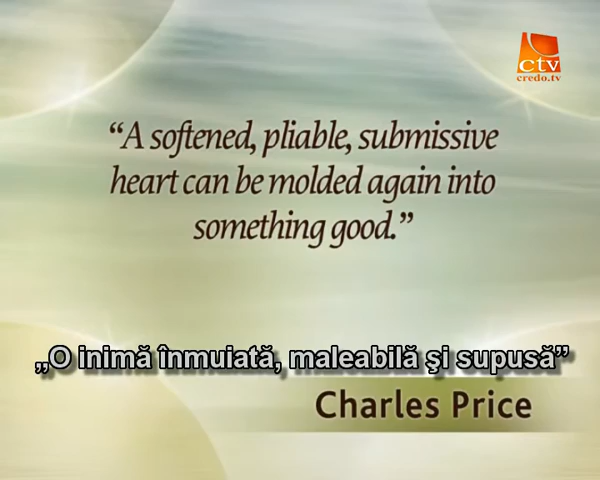 ctv
credo.tv
“A softened, pliable, submissive
heart can be molded again into
something good.”
„O inimă înmuiată, maleabilă şi supusă”
Charles Price